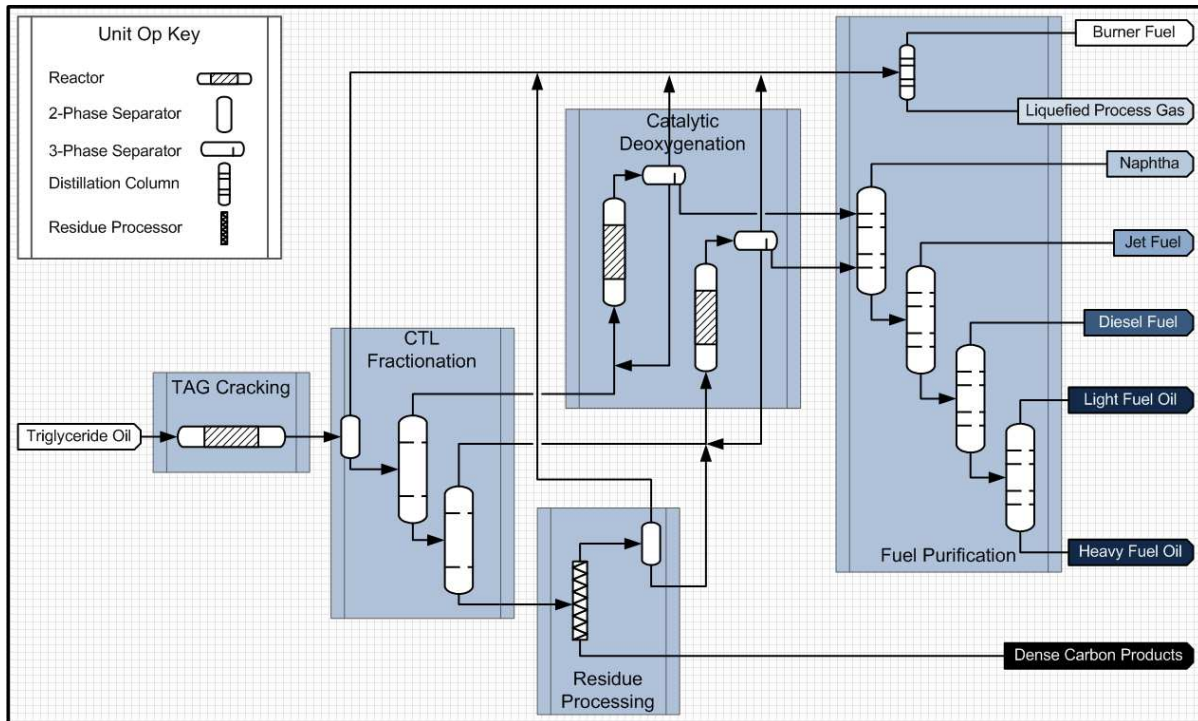 Unit Op Key
Reactor
2-Phase Separator
3-Phase Separator
Distillation Column
Residue Processor
Burner Fuel
Liquefied Process Gas
Catalytic
Deoxygenation
Naphtha
Jet Fuel
Diesel Fuel
CTL
Fractionation
TAG Cracking
Light Fuel Oil
Triglyceride Oil
Fuel Purification
Heavy Fuel Oil
Dense Carbon Products
Residue
Processing